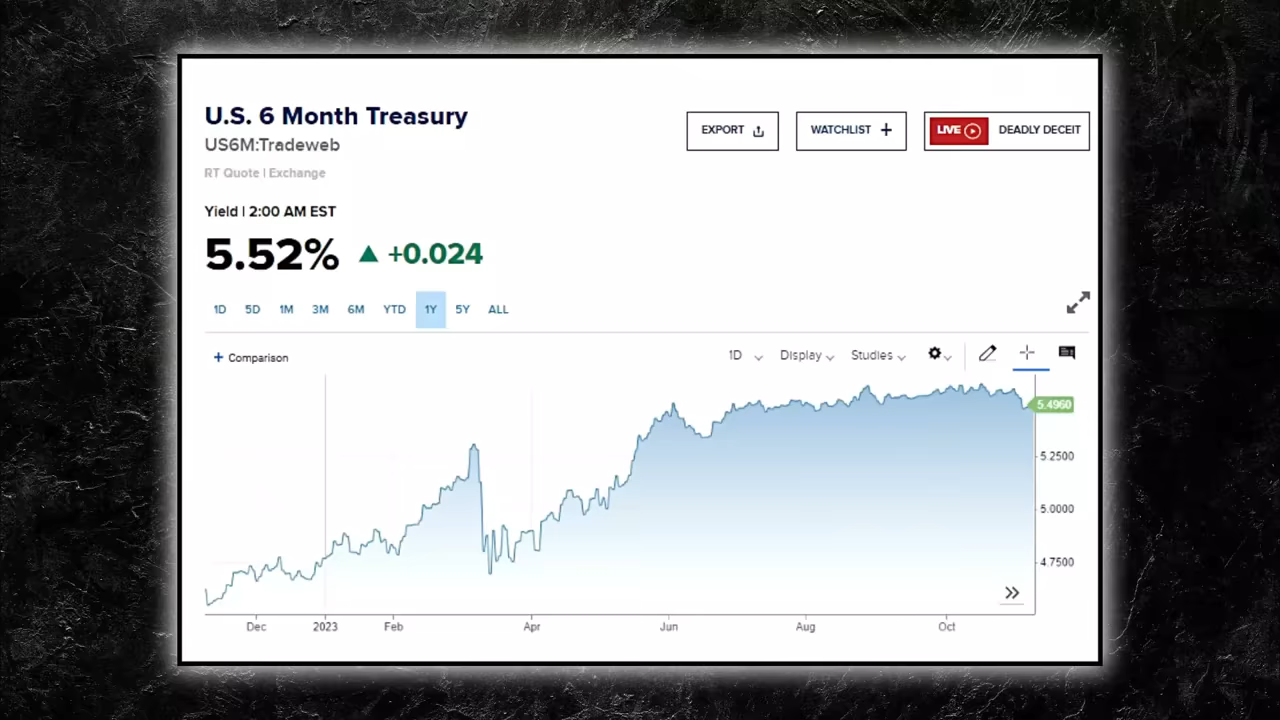 U.S. 6 Month Treasury
US6M:Tradeweb
RT Quote | Exchange
EXPORT
WATCHLIST +
LIVE DEADLY DECEIT
Yield | 2:00 AM EST
5.52% ▲ +0.024
1D 5D 1M 3M 6M YTD 1Y 5Y ALL
+ Comparison
1D Display Studies
5.4960
5.2500
5.0000
4.7500
Dec 2023 Feb Apr Jun Aug Oct